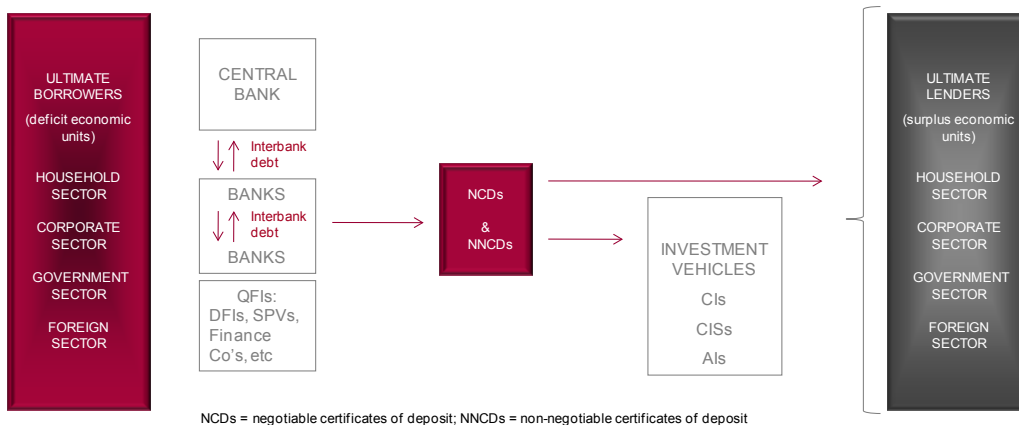 ULTIMATE
BORROWERS
(deficit economic
units)
HOUSEHOLD
SECTOR
CORPORATE
SECTOR
GOVERNMENT
SECTOR
FOREIGN
SECTOR
CENTRAL
BANK
Interbank
debt
BANKS
Interbank
debt
BANKS
QFIs:
DFIs, SPVs,
Finance
Co's, etc
NCDs
&
NNCDs
INVESTMENT
VEHICLES
CIs
CISs
AIs
ULTIMATE
LENDERS
(surplus economic
units)
HOUSEHOLD
SECTOR
CORPORATE
SECTOR
GOVERNMENT
SECTOR
FOREIGN
SECTOR
NCDs = negotiable certificates of deposit; NNCDs = non-negotiable certificates of deposit